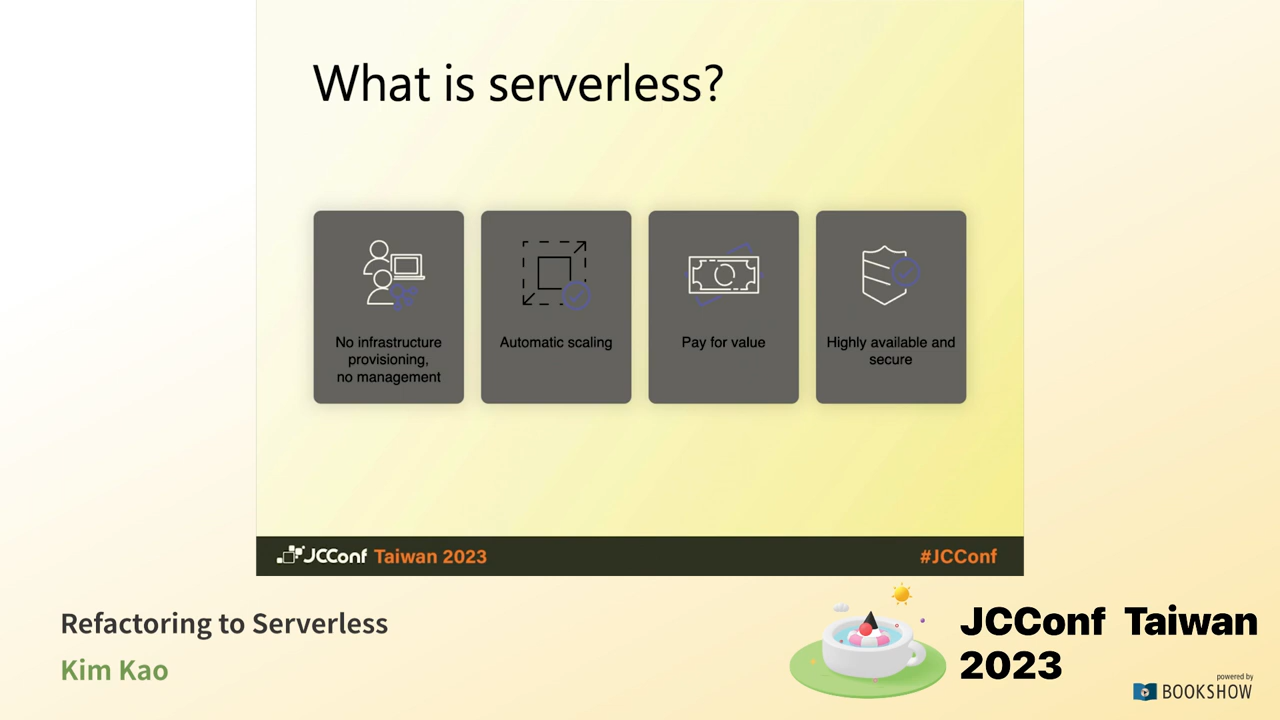 What is serverless?
No infrastructure
provisioning,
no management
Automatic scaling
Pay for value
Highly available and
secure
JCConf Taiwan 2023
#JCConf
Refactoring to Serverless
Kim Kao
JCConf Taiwan
2023
powered by
BOOKSHOW